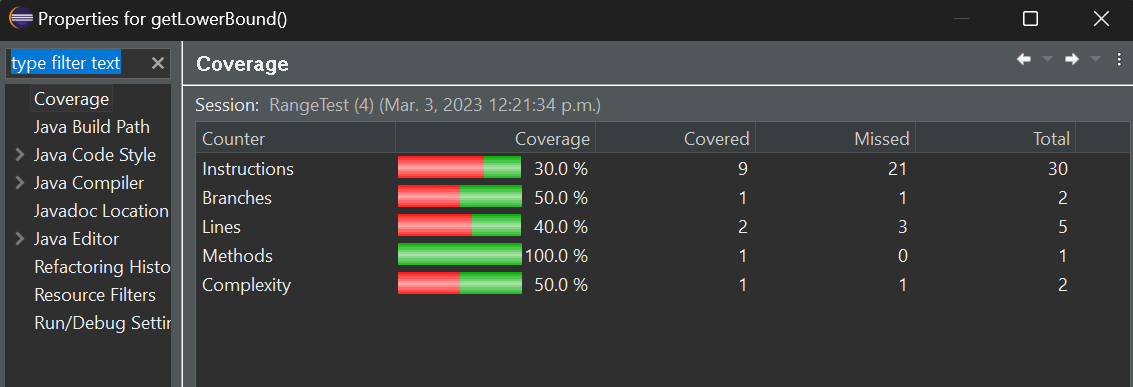 Properties for getLowerBound()
type filter text
Coverage
Java Build Path
Java Code Style
Java Compiler
Javadoc Location
Java Editor
Refactoring Histo
Resource Filters
Run/Debug Settin
Coverage
Session: RangeTest (4) (Mar. 3, 2023 12:21:34 p.m.)
Counter Coverage Covered Missed Total
Instructions 30.0 % 9 21 30
Branches 50.0 % 1 1 2
Lines 40.0 % 2 3 5
Methods 100.0 % 1 0 1
Complexity 50.0 % 1 1 2